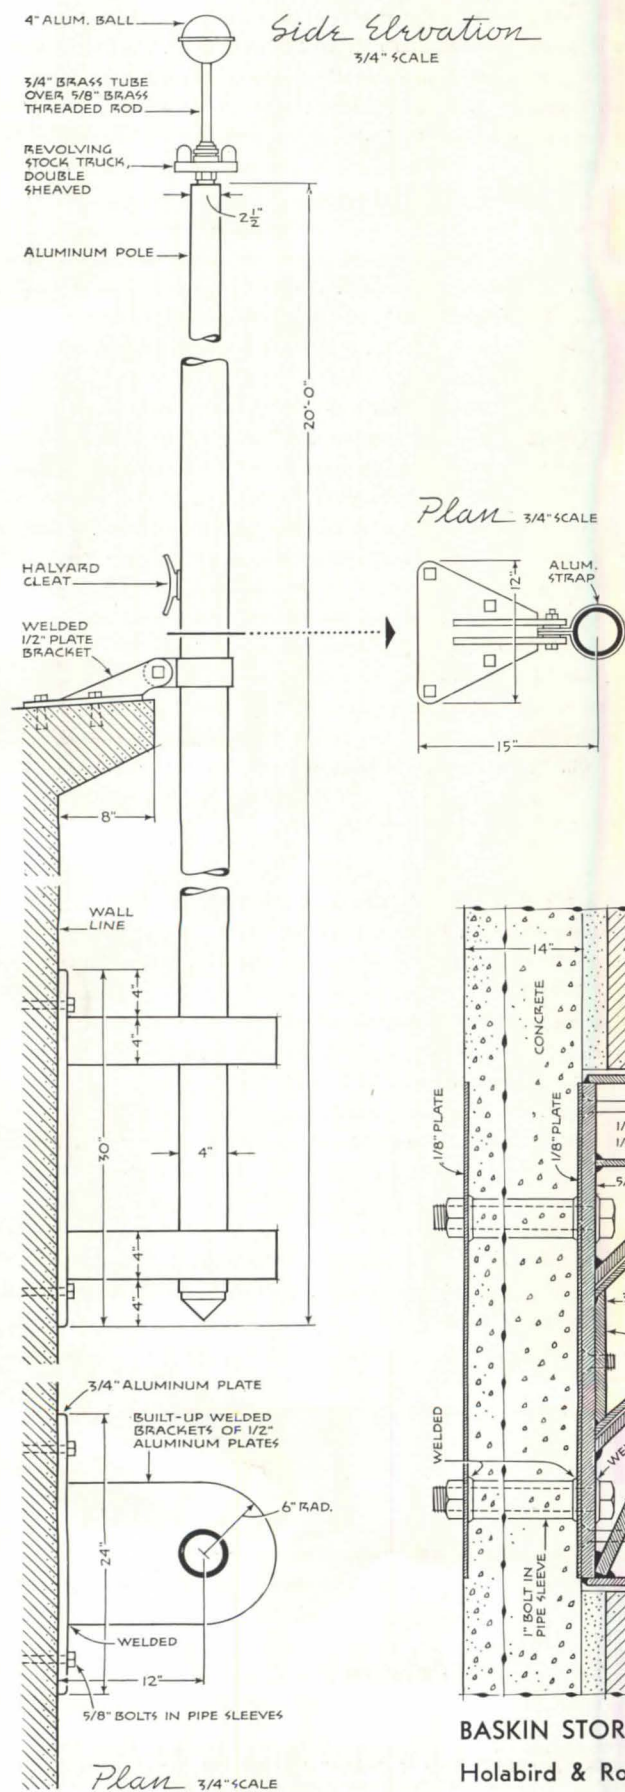 Side Elevation
3/4" SCALE
4" ALUM. BALL
3/4" BRASS TUBE
OVER 5/8" BRASS
THREADED ROD
REVOLVING
STOCK TRUCK,
DOUBLE
SHEAVED
2 1/2"
ALUMINUM POLE
20'-0"
Plan 3/4" SCALE
HALYARD
CLEAT
12"
ALUM.
STRAP
WELDED
1/2" PLATE
BRACKET
15"
8"
WALL
LINE
4"
4"
30"
4"
4"
4"
14"
CONCRETE
1/8" PLATE
1/8" PLATE
WELDED
1" BOLT IN
PIPE SLEEVE
3/4" ALUMINUM PLATE
BUILT-UP WELDED
BRACKETS OF 1/2"
ALUMINUM PLATES
6" RAD.
24"
WELDED
12"
5/8" BOLTS IN PIPE SLEEVES
Plan 3/4" SCALE
BASKIN STOR
Holabird & Ro